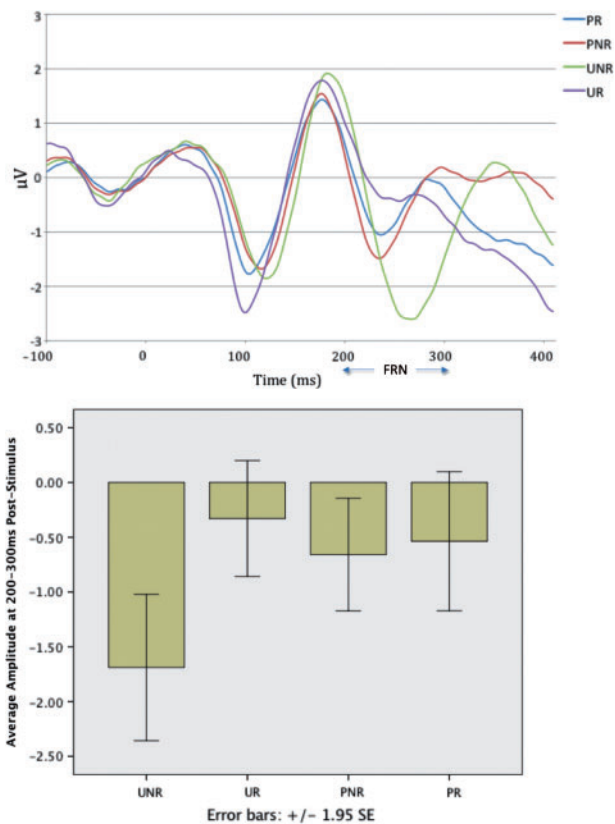 3
2
1
0
-1
-2
-3
µV
-100
0
100
200
300
400
Time (ms)
FRN
PR
PNR
UNR
UR
Average Amplitude at 200-300ms Post-Stimulus
0.50
0.00
-0.50
-1.00
-1.50
-2.00
-2.50
UNR
UR
PNR
PR
Error bars: +/- 1.95 SE